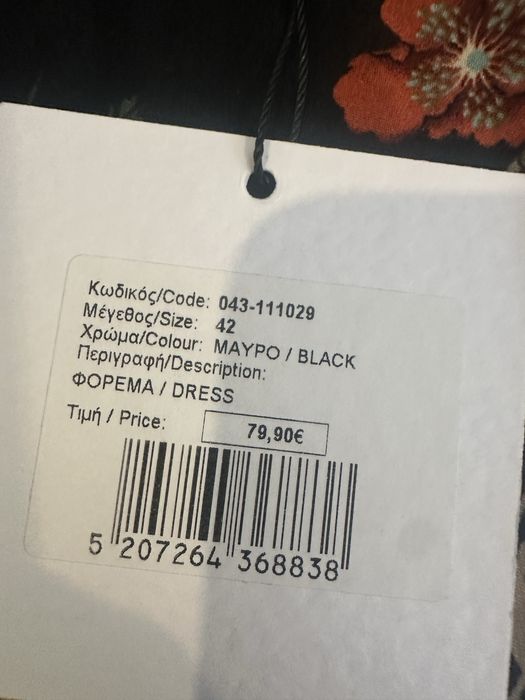 Κωδικός/Code: 043-111029
Μέγεθος/Size: 42
Χρώμα/Colour: ΜΑΥΡΟ / BLACK
Περιγραφή/Description:
ΦΟΡΕΜΑ / DRESS
Τιμή / Price: 79,90€
5 207264 368838